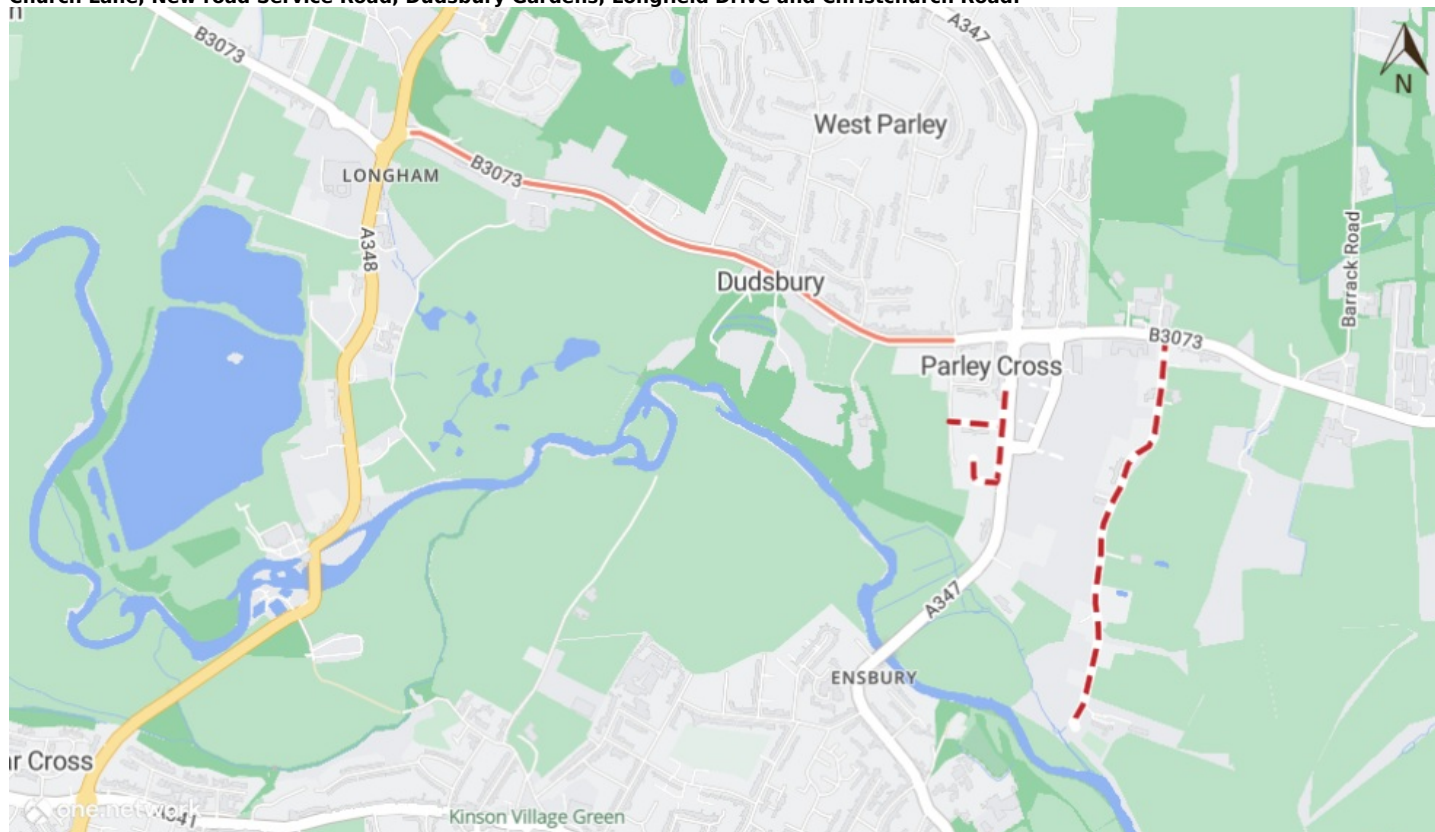 Church Lane, New road Service Road, Dudsbury Gardens, Longfield Drive and Christchurch Road.
n
B3073
A347
N
West Parley
B3073
LONGHAM
A348
Barrack Road
Dudsbury
B3073
Parley Cross
A347
ENSBURY
r Cross
one.network
A341
Kinson Village Green